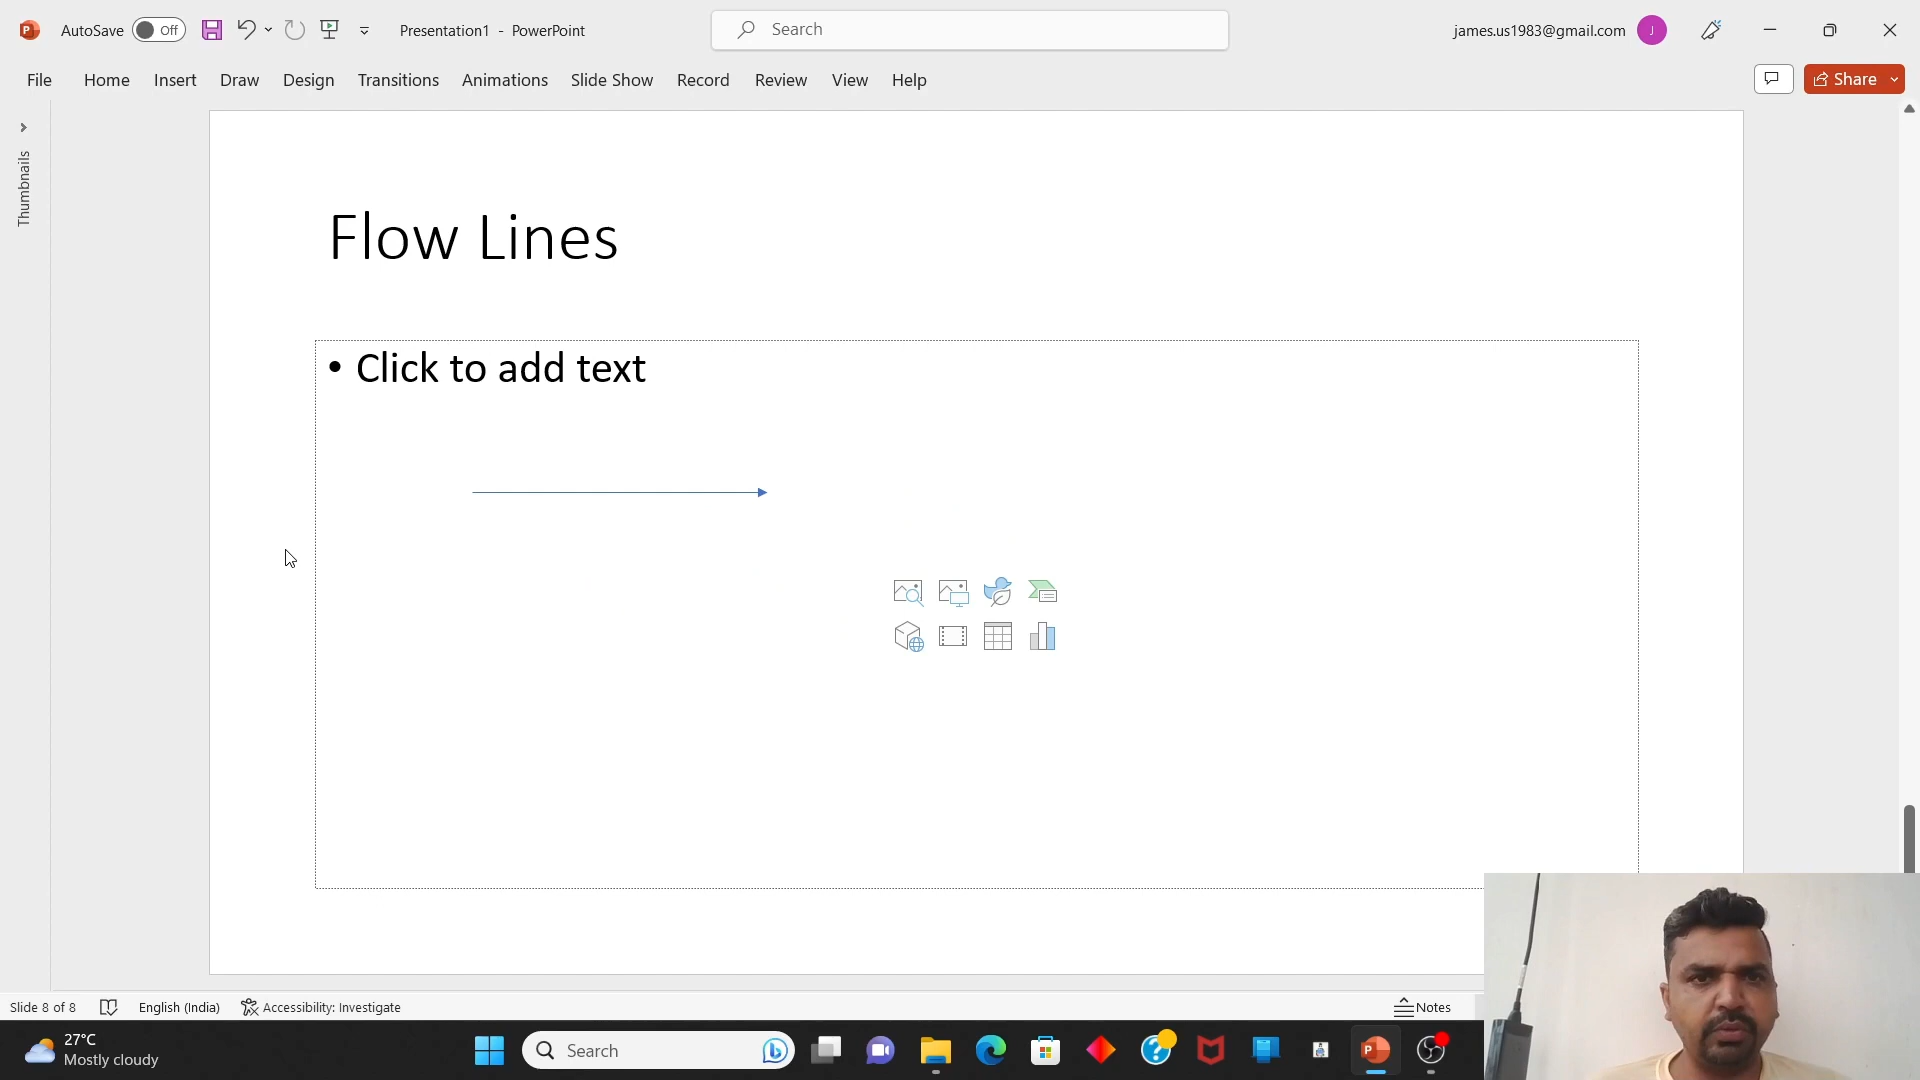 AutoSave Off Presentation1 - PowerPoint Search james.us1983@gmail.com J
File Home Insert Draw Design Transitions Animations Slide Show Record Review View Help Share
Thumbnails
Flow Lines
• Click to add text
Slide 8 of 8 English (India) Accessibility: Investigate Notes
27°C
Mostly cloudy
Search